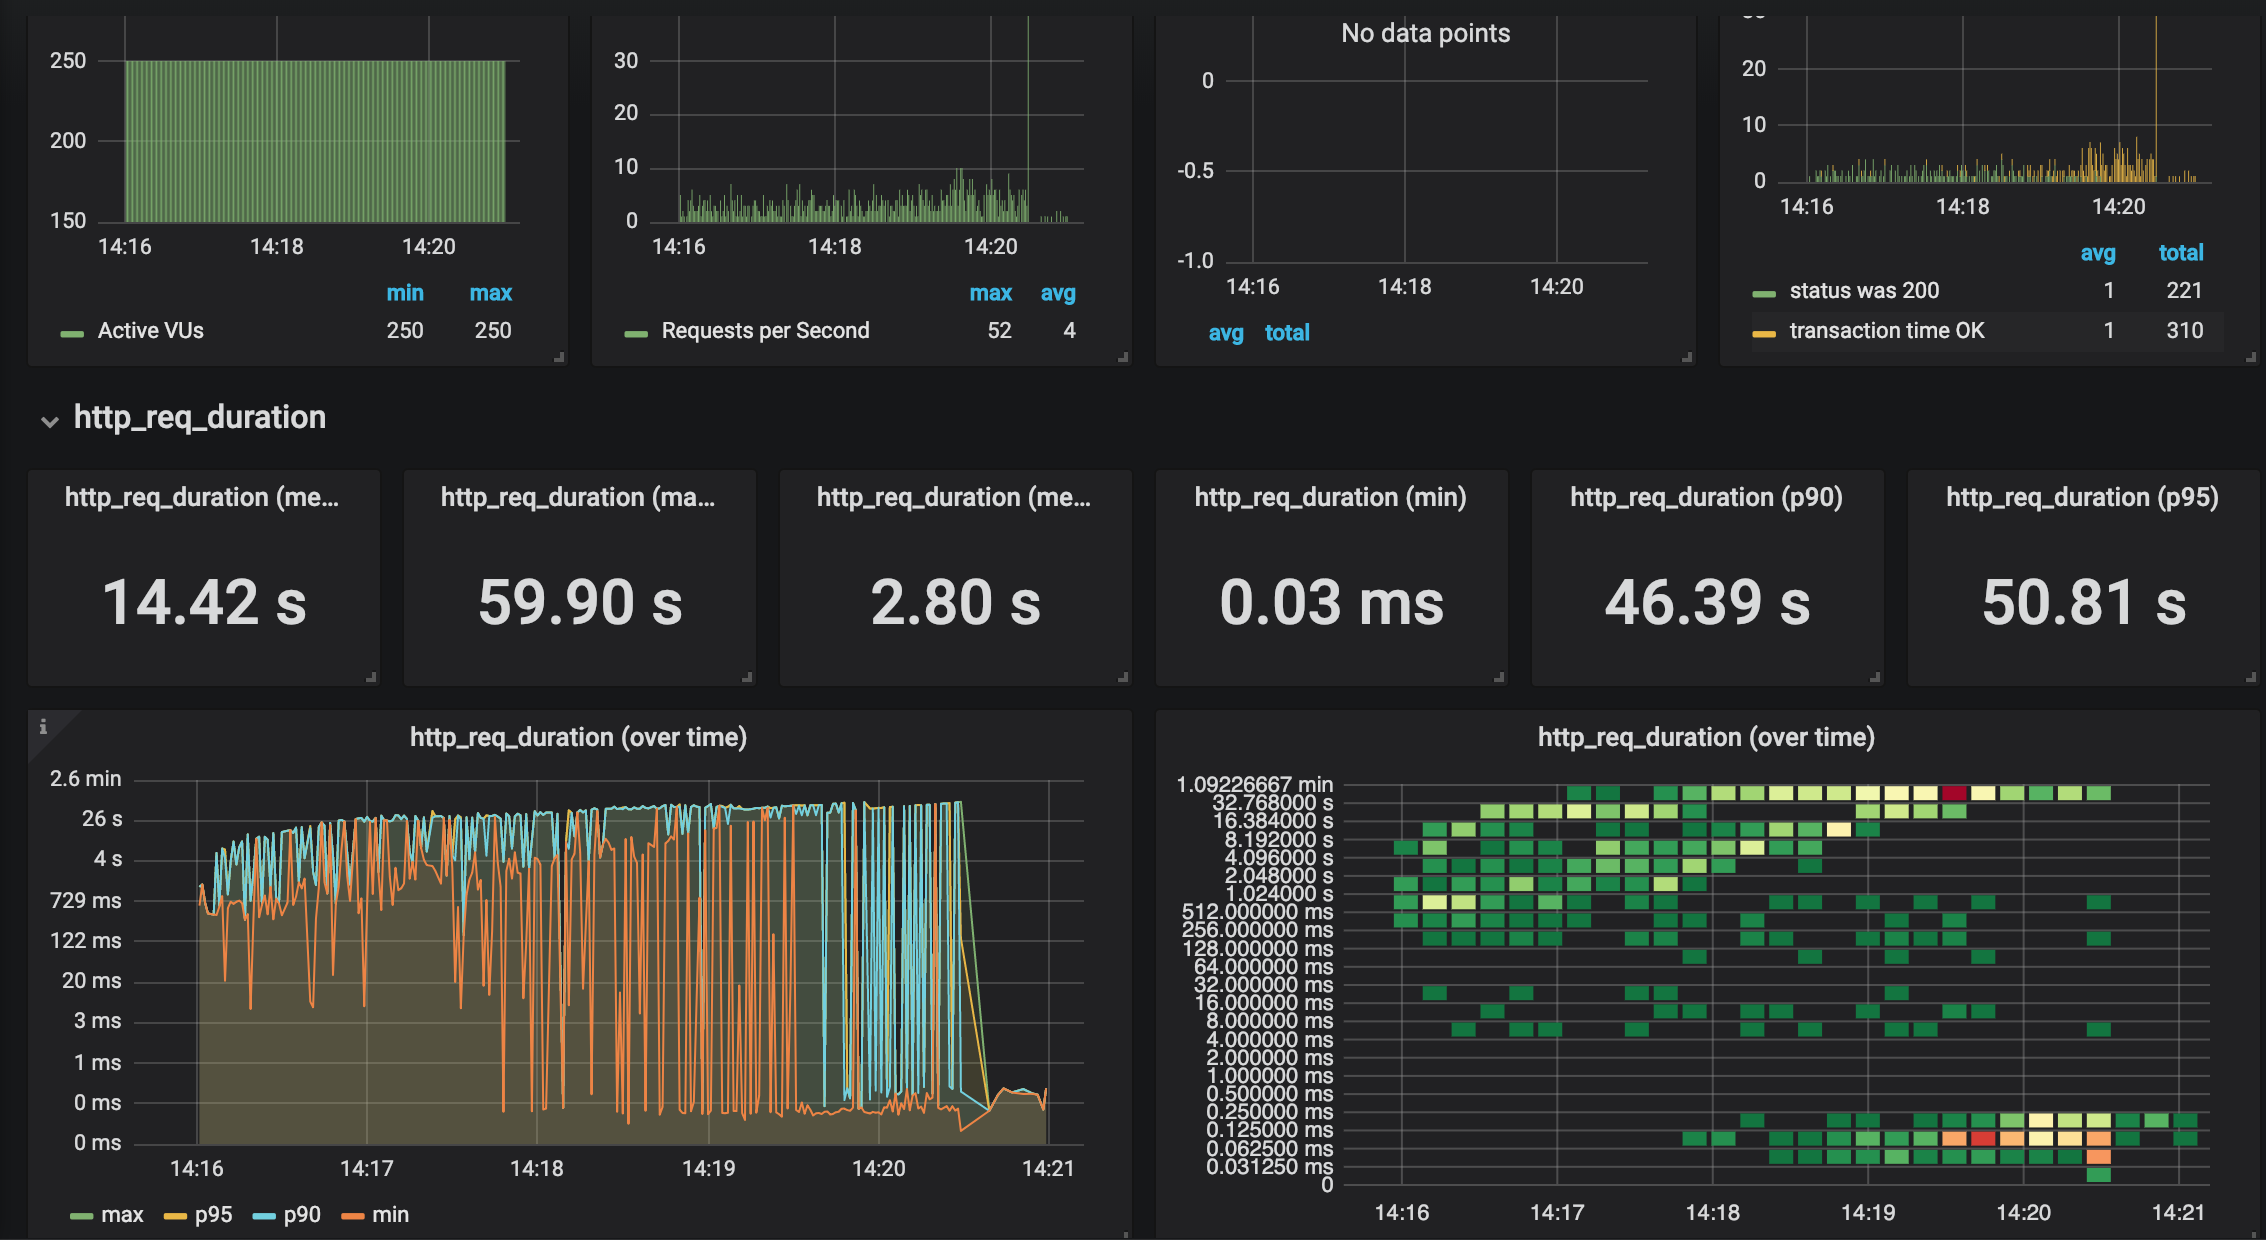 250
200
150
14:16 14:18 14:20
min max
Active VUs 250 250
30
20
10
0
14:16 14:18 14:20
max avg
Requests per Second 52 4
No data points
0
-0.5
-1.0
14:16 14:18 14:20
avg total
20
10
0
14:16 14:18 14:20
avg total
status was 200 1 221
transaction time OK 1 310
http_req_duration
http_req_duration (me...
14.42 s
http_req_duration (ma...
59.90 s
http_req_duration (me...
2.80 s
http_req_duration (min)
0.03 ms
http_req_duration (p90)
46.39 s
http_req_duration (p95)
50.81 s
i
http_req_duration (over time)
2.6 min
26 s
4 s
729 ms
122 ms
20 ms
3 ms
1 ms
0 ms
0 ms
14:16 14:17 14:18 14:19 14:20 14:21
max p95 p90 min
http_req_duration (over time)
1.09226667 min
32.768000 s
16.384000 s
8.192000 s
4.096000 s
2.048000 s
1.024000 s
512.000000 ms
256.000000 ms
128.000000 ms
64.000000 ms
32.000000 ms
16.000000 ms
8.000000 ms
4.000000 ms
2.000000 ms
1.000000 ms
0.500000 ms
0.250000 ms
0.125000 ms
0.062500 ms
0.031250 ms
0
14:16 14:17 14:18 14:19 14:20 14:21